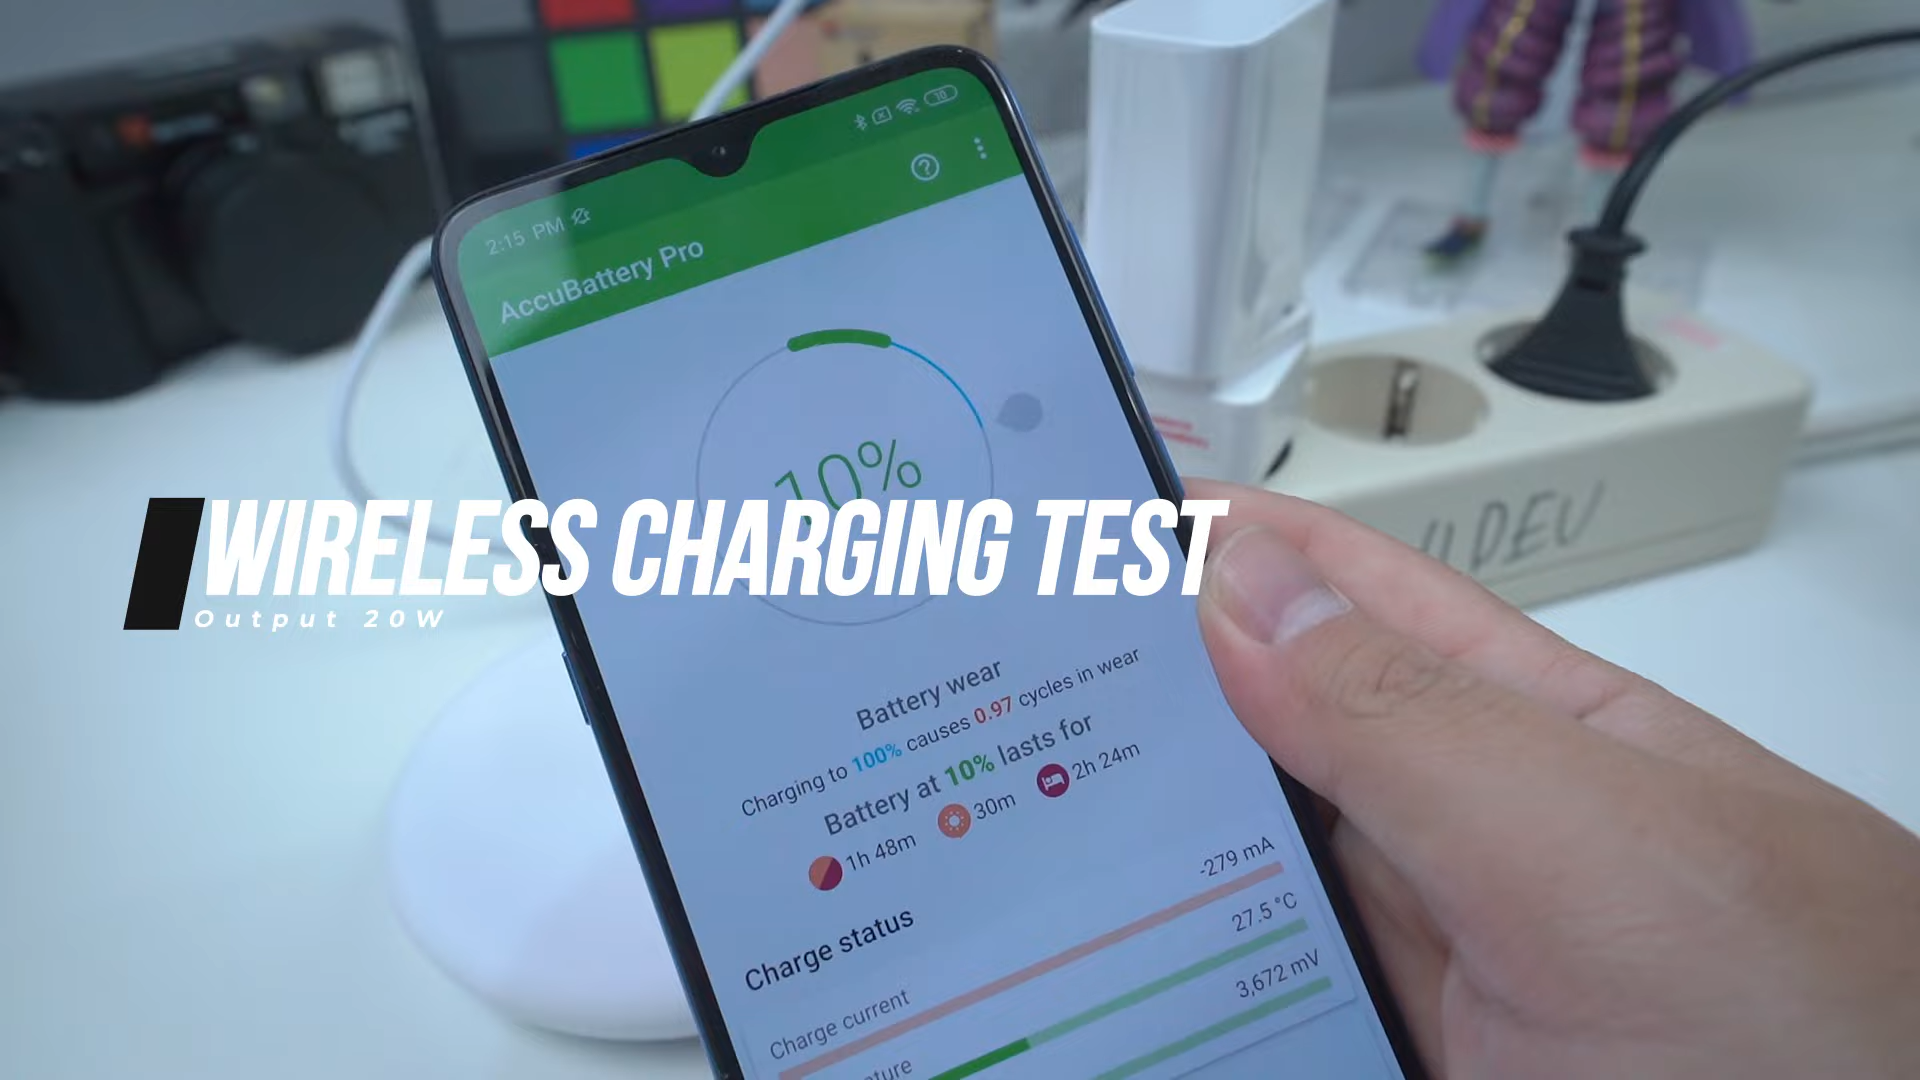 10
2:15 PM
AccuBattery Pro
10%
WIRELESS CHARGING TEST
Output 20W
Battery wear
Charging to 100% causes 0.97 cycles in wear
Battery at 10% lasts for
1h 48m 30m 2h 24m
Charge status
-279 mA
Charge current
27.5°C
3,672 mV